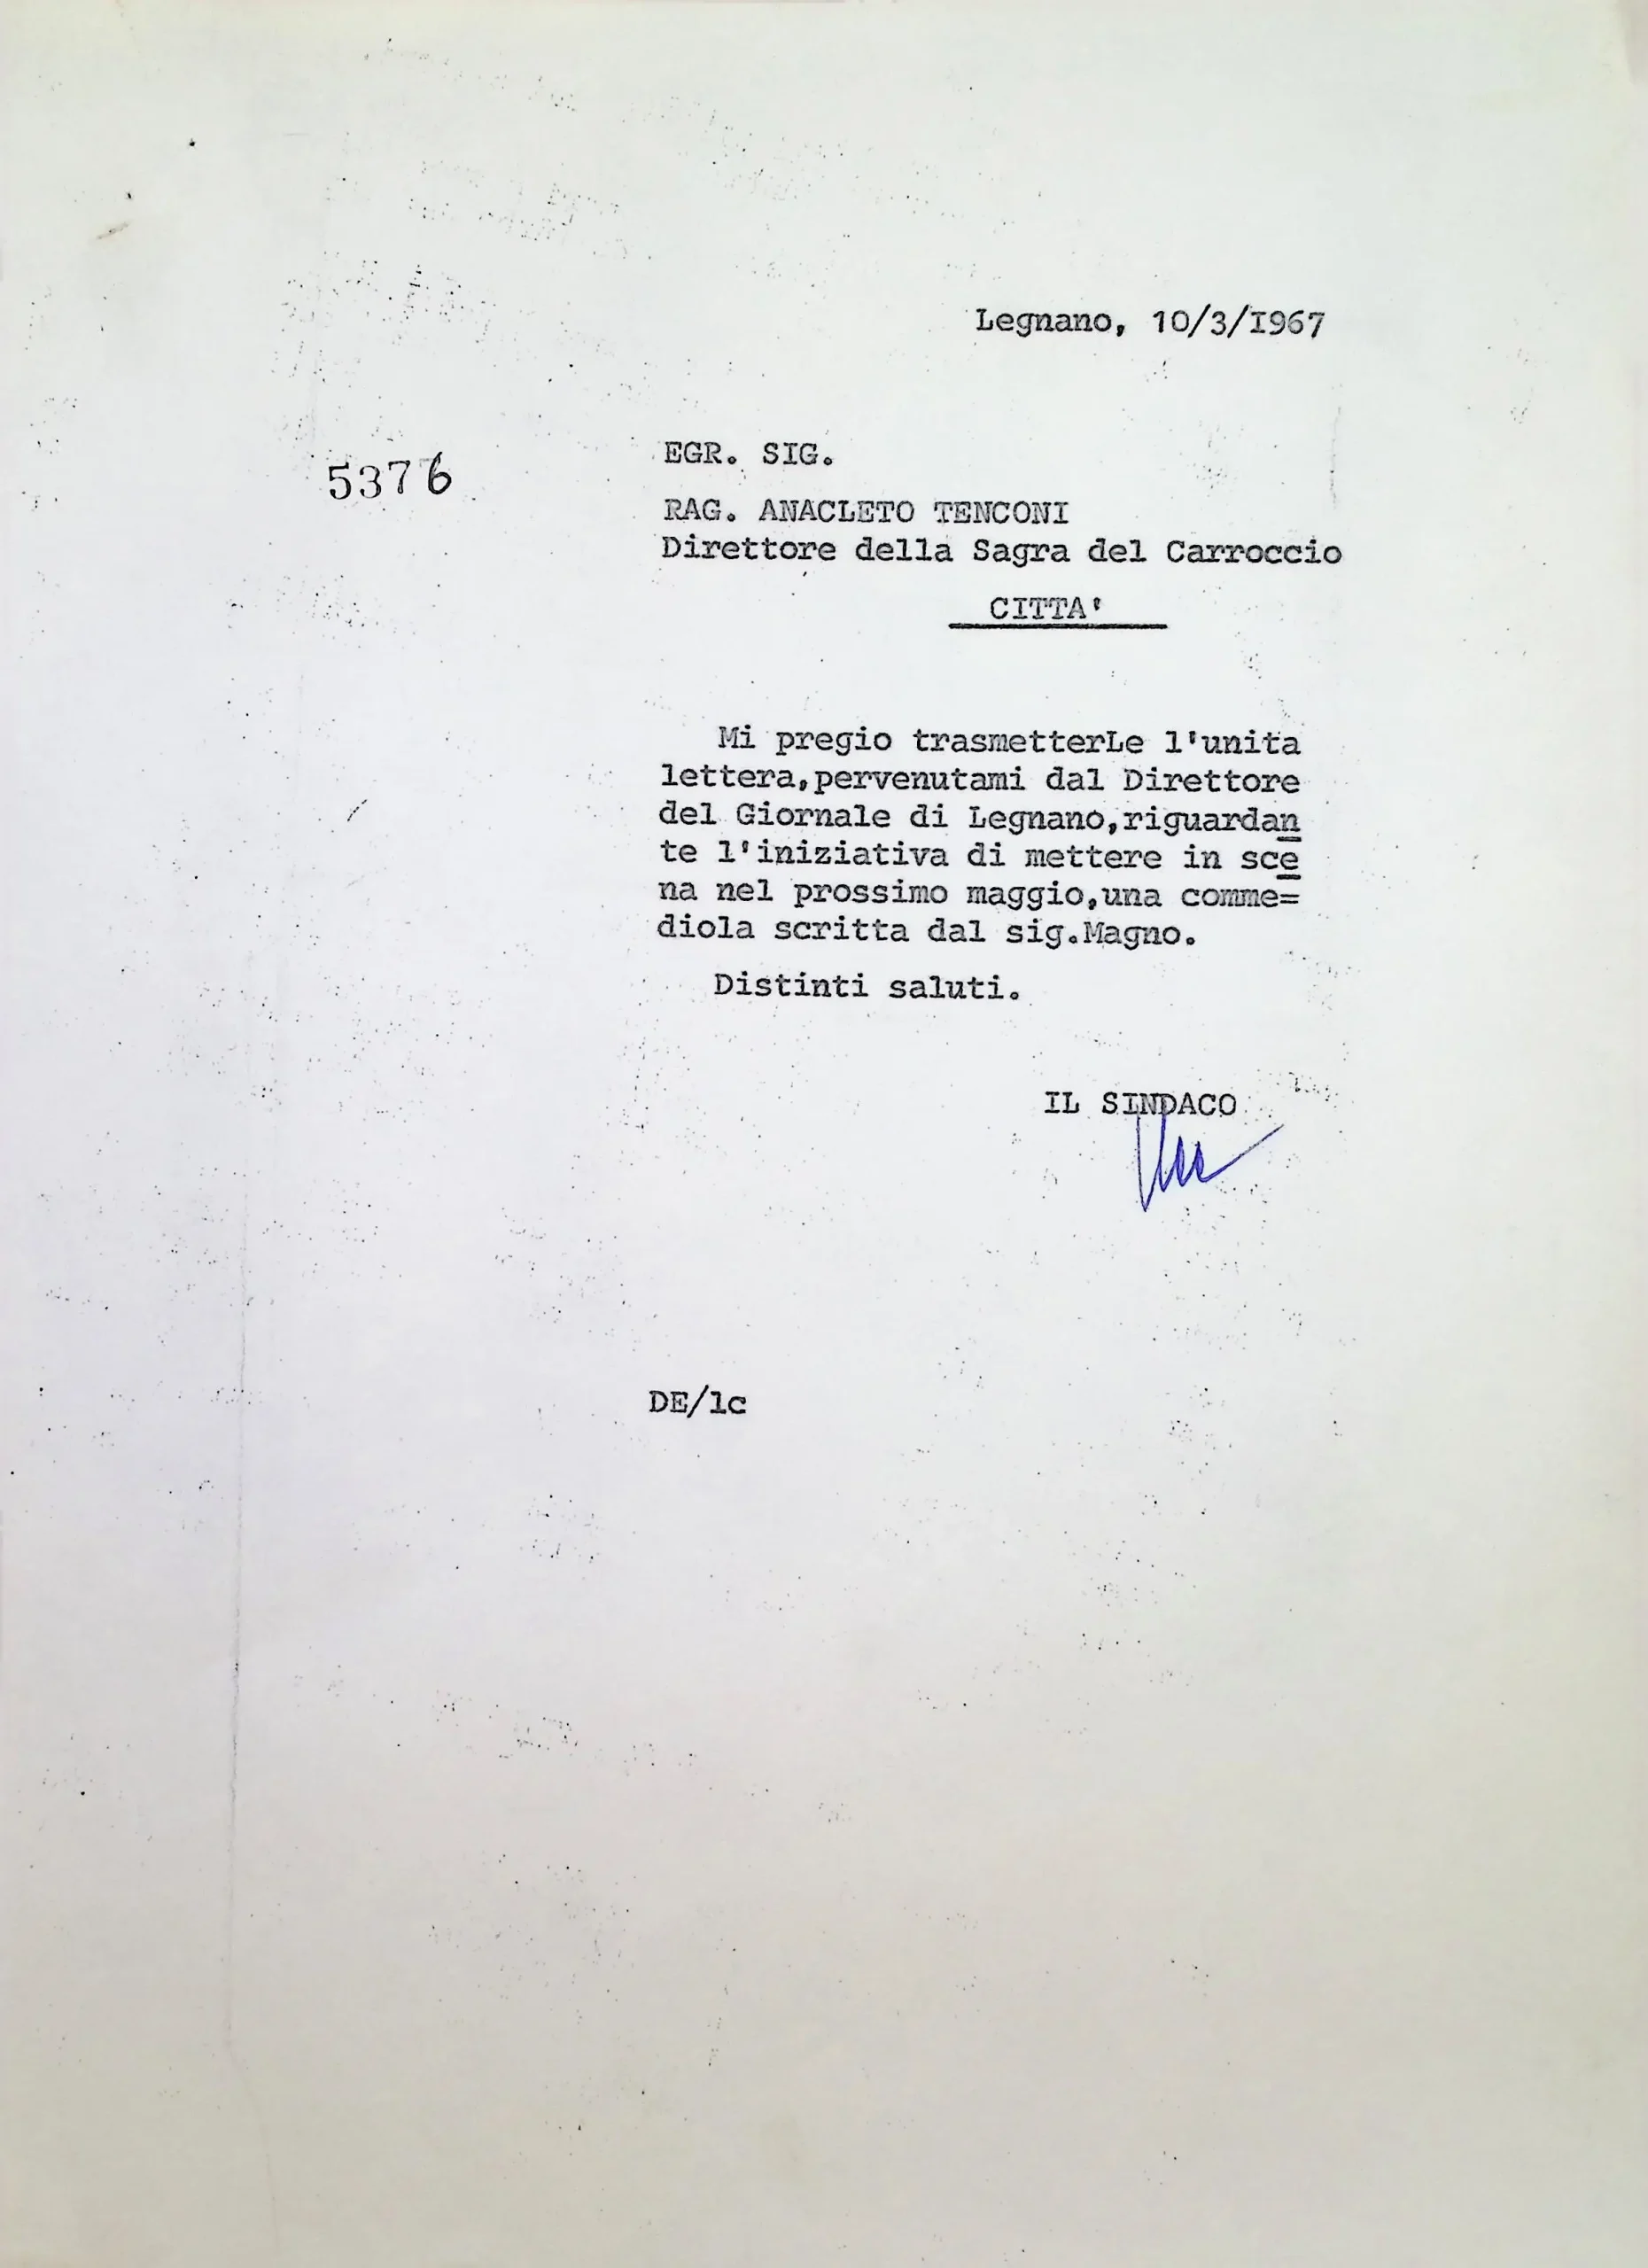 Legnano, 10/3/I967
5376
EGR. SIG.
RAG. ANACLETO TENCONI
Direttore della Sagra del Carroccio
CITTA'
Mi pregio trasmetterLe l'unita
lettera,pervenutami dal Direttore
del Giornale di Legnano,riguardan
te l'iniziativa di mettere in sce
na nel prossimo maggio,una comme=
diola scritta dal sig.Magno.
Distinti saluti.
IL SINDACO
DE/lc